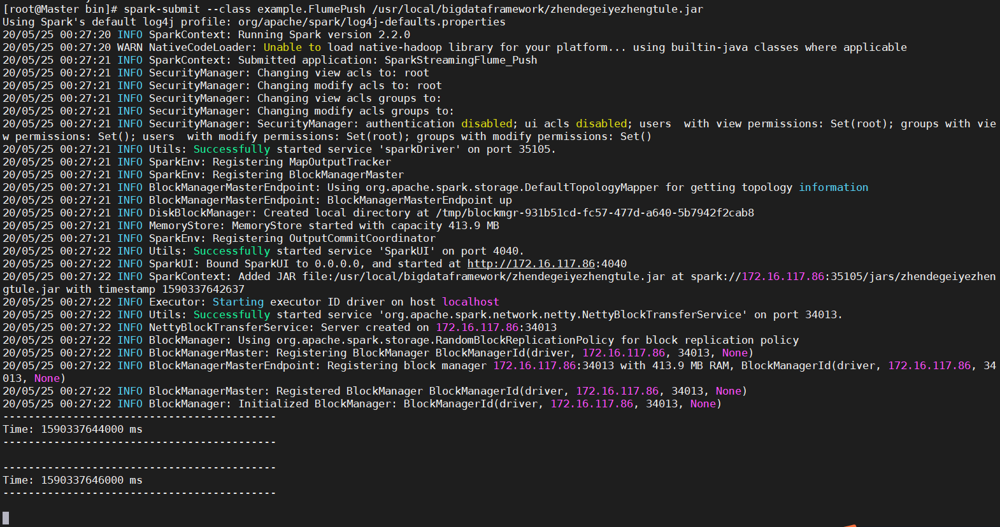 [root@Master bin]# spark-submit --class example.FlumePush /usr/local/bigdataframework/zhendegeiyezhengtule.jar
Using Spark's default log4j profile: org/apache/spark/log4j-defaults.properties
20/05/25 00:27:20 INFO SparkContext: Running Spark version 2.2.0
20/05/25 00:27:20 WARN NativeCodeLoader: Unable to load native-hadoop library for your platform... using builtin-java classes where applicable
20/05/25 00:27:21 INFO SparkContext: Submitted application: SparkStreamingFlume_Push
20/05/25 00:27:21 INFO SecurityManager: Changing view acls to: root
20/05/25 00:27:21 INFO SecurityManager: Changing modify acls to: root
20/05/25 00:27:21 INFO SecurityManager: Changing view acls groups to:
20/05/25 00:27:21 INFO SecurityManager: Changing modify acls groups to:
20/05/25 00:27:21 INFO SecurityManager: SecurityManager: authentication disabled; ui acls disabled; users  with view permissions: Set(root); groups with vie
w permissions: Set(); users  with modify permissions: Set(root); groups with modify permissions: Set()
20/05/25 00:27:21 INFO Utils: Successfully started service 'sparkDriver' on port 35105.
20/05/25 00:27:21 INFO SparkEnv: Registering MapOutputTracker
20/05/25 00:27:21 INFO SparkEnv: Registering BlockManagerMaster
20/05/25 00:27:21 INFO BlockManagerMasterEndpoint: Using org.apache.spark.storage.DefaultTopologyMapper for getting topology information
20/05/25 00:27:21 INFO BlockManagerMasterEndpoint: BlockManagerMasterEndpoint up
20/05/25 00:27:21 INFO DiskBlockManager: Created local directory at /tmp/blockmgr-931b51cd-fc57-477d-a640-5b7942f2cab8
20/05/25 00:27:21 INFO MemoryStore: MemoryStore started with capacity 413.9 MB
20/05/25 00:27:21 INFO SparkEnv: Registering OutputCommitCoordinator
20/05/25 00:27:22 INFO Utils: Successfully started service 'SparkUI' on port 4040.
20/05/25 00:27:22 INFO SparkUI: Bound SparkUI to 0.0.0.0, and started at http://172.16.117.86:4040
20/05/25 00:27:22 INFO SparkContext: Added JAR file:/usr/local/bigdataframework/zhendegeiyezhengtule.jar at spark://172.16.117.86:35105/jars/zhendegeiyezhen
gtule.jar with timestamp 1590337642637
20/05/25 00:27:22 INFO Executor: Starting executor ID driver on host localhost
20/05/25 00:27:22 INFO Utils: Successfully started service 'org.apache.spark.network.netty.NettyBlockTransferService' on port 34013.
20/05/25 00:27:22 INFO NettyBlockTransferService: Server created on 172.16.117.86:34013
20/05/25 00:27:22 INFO BlockManager: Using org.apache.spark.storage.RandomBlockReplicationPolicy for block replication policy
20/05/25 00:27:22 INFO BlockManagerMaster: Registering BlockManager BlockManagerId(driver, 172.16.117.86, 34013, None)
20/05/25 00:27:22 INFO BlockManagerMasterEndpoint: Registering block manager 172.16.117.86:34013 with 413.9 MB RAM, BlockManagerId(driver, 172.16.117.86, 34
013, None)
20/05/25 00:27:22 INFO BlockManagerMaster: Registered BlockManager BlockManagerId(driver, 172.16.117.86, 34013, None)
20/05/25 00:27:22 INFO BlockManager: Initialized BlockManager: BlockManagerId(driver, 172.16.117.86, 34013, None)
-------------------------------------------
Time: 1590337644000 ms
-------------------------------------------
-------------------------------------------
Time: 1590337646000 ms
-------------------------------------------